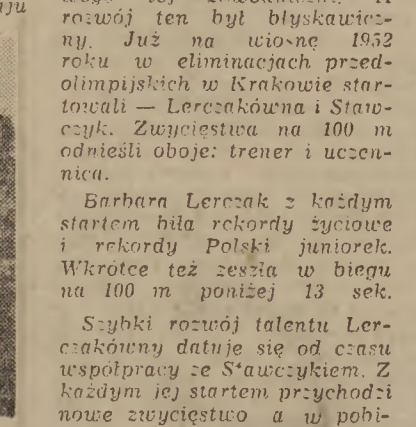 aju
rozwój ten był błyskawicz-
ny. Już na wiosnę 1952
roku w eliminacjach przed-
olimpijskich w Krakowie star-
towali — Lerczakówna i Staw-
czyk. Zwycięstwa na 100 m
odnieśli oboje: trener i uczen-
nica.
Barbara Lerczak z każdym
startem biła rekordy życiowe
i rekordy Polski juniorek.
Wkrótce też zeszła w biegu
na 100 m poniżej 13 sek.
Szybki rozwój talentu Ler-
czakówny datuje się od czasu
współpracy ze Stawczykiem. Z
każdym jej startem przychodzi
nowe zwycięstwo a w pobi-